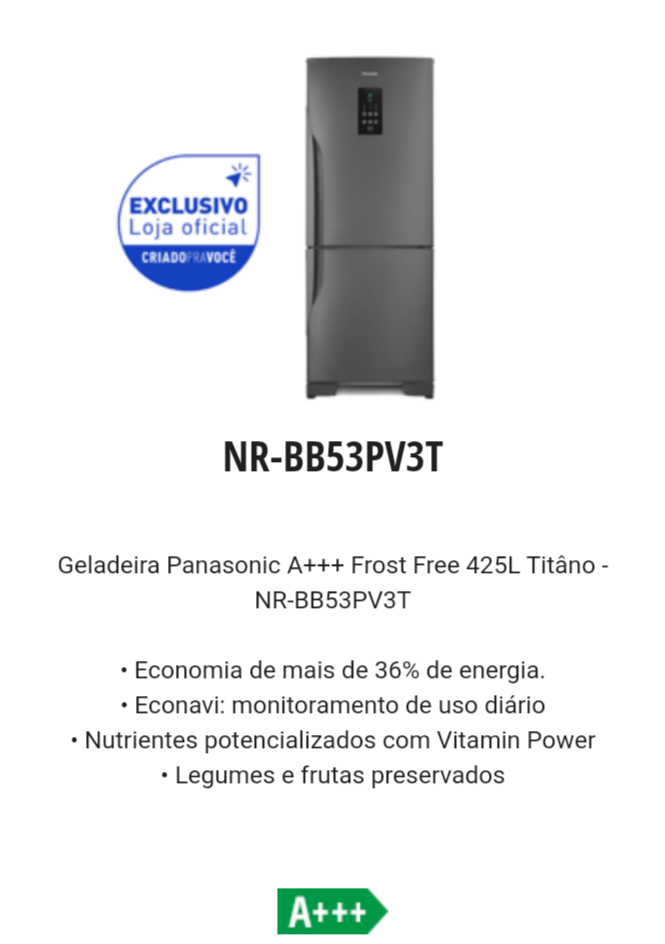 EXCLUSIVO
Loja oficial
CRIADOPRAVOCÊ
NR-BB53PV3T
Geladeira Panasonic A+++ Frost Free 425L Titâno -
NR-BB53PV3T
• Economia de mais de 36% de energia.
• Econavi: monitoramento de uso diário
• Nutrientes potencializados com Vitamin Power
• Legumes e frutas preservados
A+++